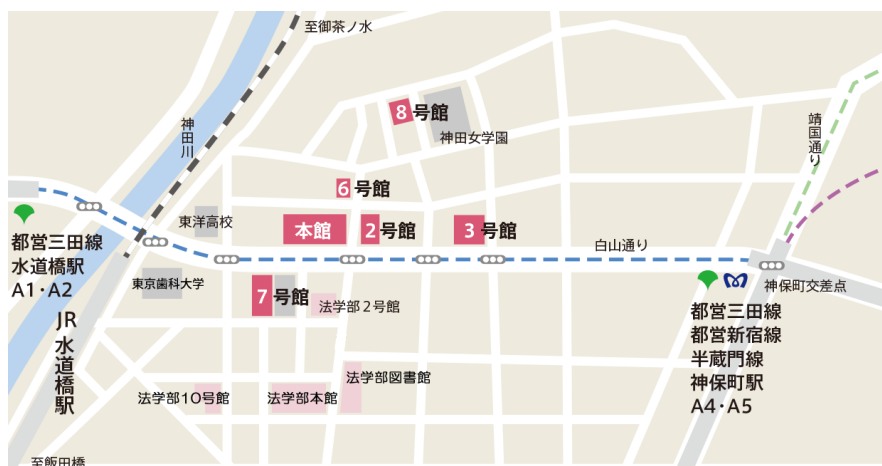 至御茶ノ水
神田川
8号館
神田女学園
靖国通り
6号館
東洋高校
本館
2号館
3号館
白山通り
都営三田線
水道橋駅
A1・A2
東京歯科大学
7号館
法学部2号館
神保町交差点
都営三田線
都営新宿線
半蔵門線
神保町駅
A4・A5
JR水道橋駅
法学部図書館
法学部10号館
法学部本館
至飯田橋